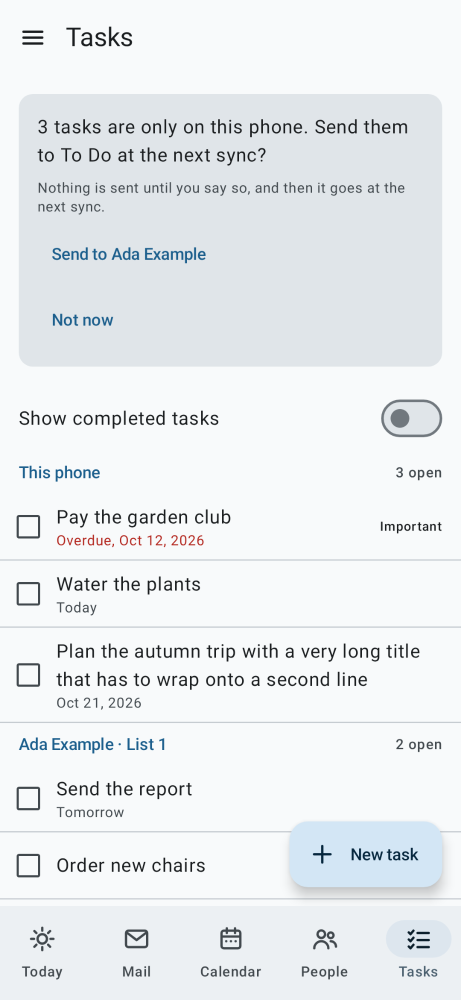 Tasks
3 tasks are only on this phone. Send them
to To Do at the next sync?
Nothing is sent until you say so, and then it goes at the
next sync.
Send to Ada Example
Not now
Show completed tasks
This phone
3 open
Pay the garden club
Important
Overdue, Oct 12, 2026
Water the plants
Today
Plan the autumn trip with a very long title
that has to wrap onto a second line
Oct 21, 2026
Ada Example · List 1
2 open
Send the report
Tomorrow
Order new chairs
New task
Today
Mail
Calendar
People
Tasks